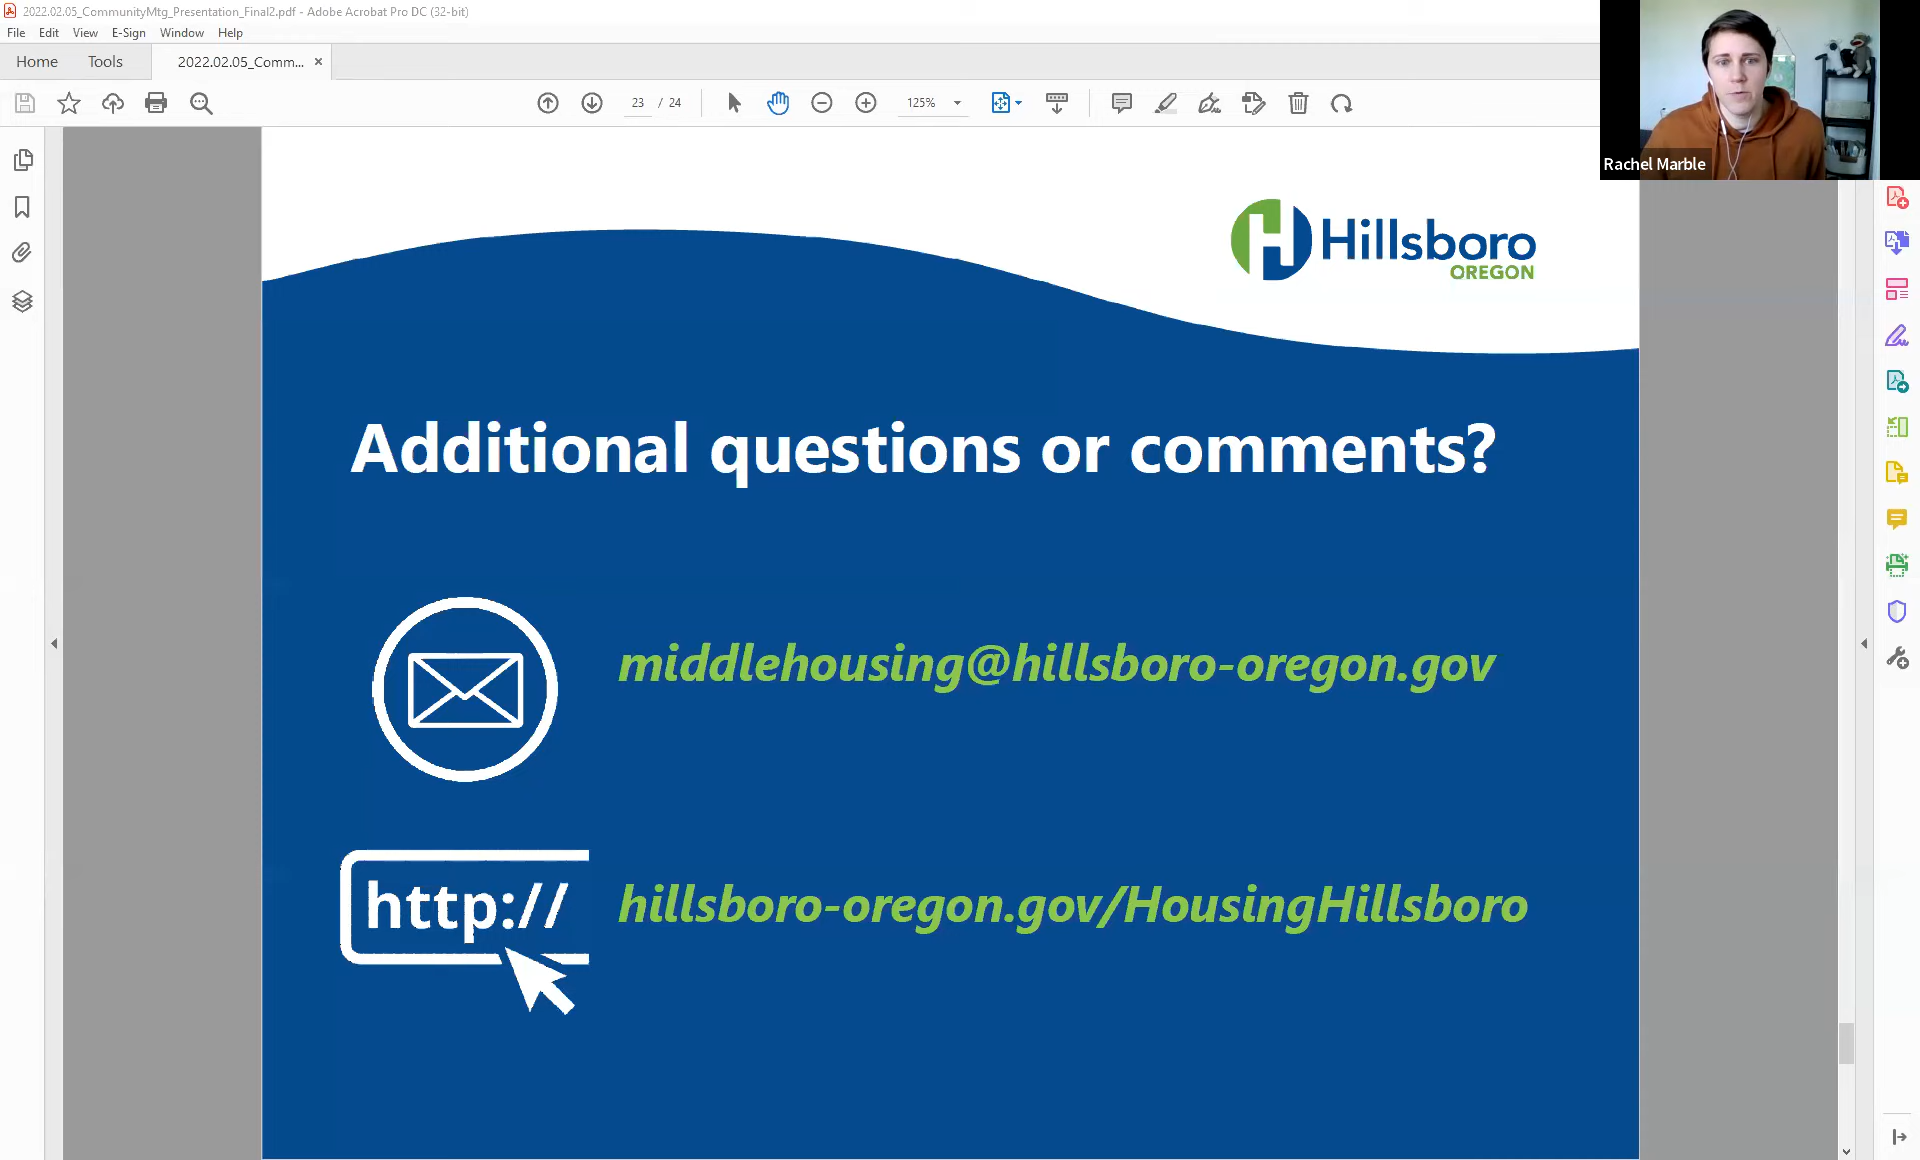 2022.02.05_CommunityMtg_Presentation_Final2.pdf - Adobe Acrobat Pro DC (32-bit)
File Edit View E-Sign Window Help
Home Tools 2022.02.05_Comm... ×
23 / 24 125%
Rachel Marble
Hillsboro
OREGON
Additional questions or comments?
middlehousing@hillsboro-oregon.gov
http:// hillsboro-oregon.gov/HousingHillsboro